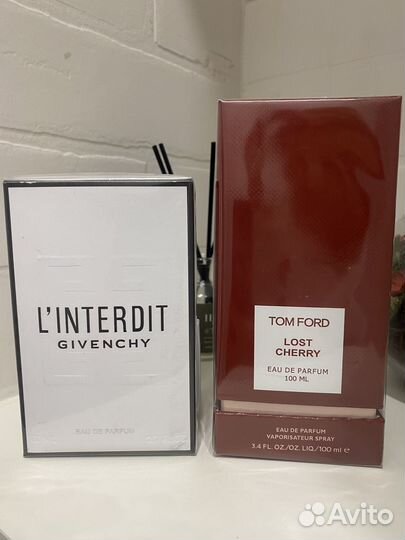 L'INTERDIT
GIVENCHY
EAU DE PARFUM
TOM FORD
LOST
CHERRY
EAU DE PARFUM
100 ML
EAU DE PARFUM
VAPORISATEUR SPRAY
3.4 FL. OZ./OZ. LIQ./100 ml e
Avito